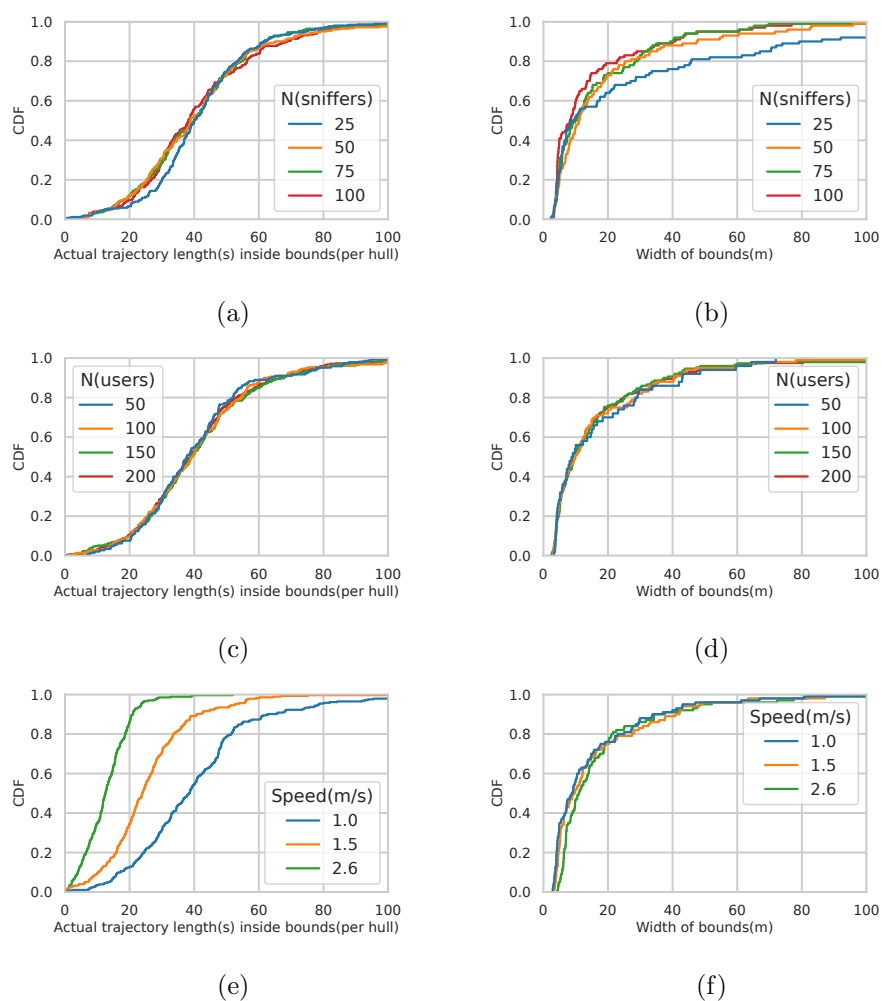 1.0
0.8
0.6
0.4
0.2
0.0
CDF
N(sniffers)
25
50
75
100
0 20 40 60 80 100
Actual trajectory length(s) inside bounds(per hull)
(a)
1.0
0.8
0.6
0.4
0.2
0.0
CDF
N(sniffers)
25
50
75
100
0 20 40 60 80 100
Width of bounds(m)
(b)
1.0
0.8
0.6
0.4
0.2
0.0
CDF
N(users)
50
100
150
200
0 20 40 60 80 100
Actual trajectory length(s) inside bounds(per hull)
(c)
1.0
0.8
0.6
0.4
0.2
0.0
CDF
N(users)
50
100
150
200
0 20 40 60 80 100
Width of bounds(m)
(d)
1.0
0.8
0.6
0.4
0.2
0.0
CDF
Speed(m/s)
1.0
1.5
2.6
0 20 40 60 80 100
Actual trajectory length(s) inside bounds(per hull)
(e)
1.0
0.8
0.6
0.4
0.2
0.0
CDF
Speed(m/s)
1.0
1.5
2.6
0 20 40 60 80 100
Width of bounds(m)
(f)